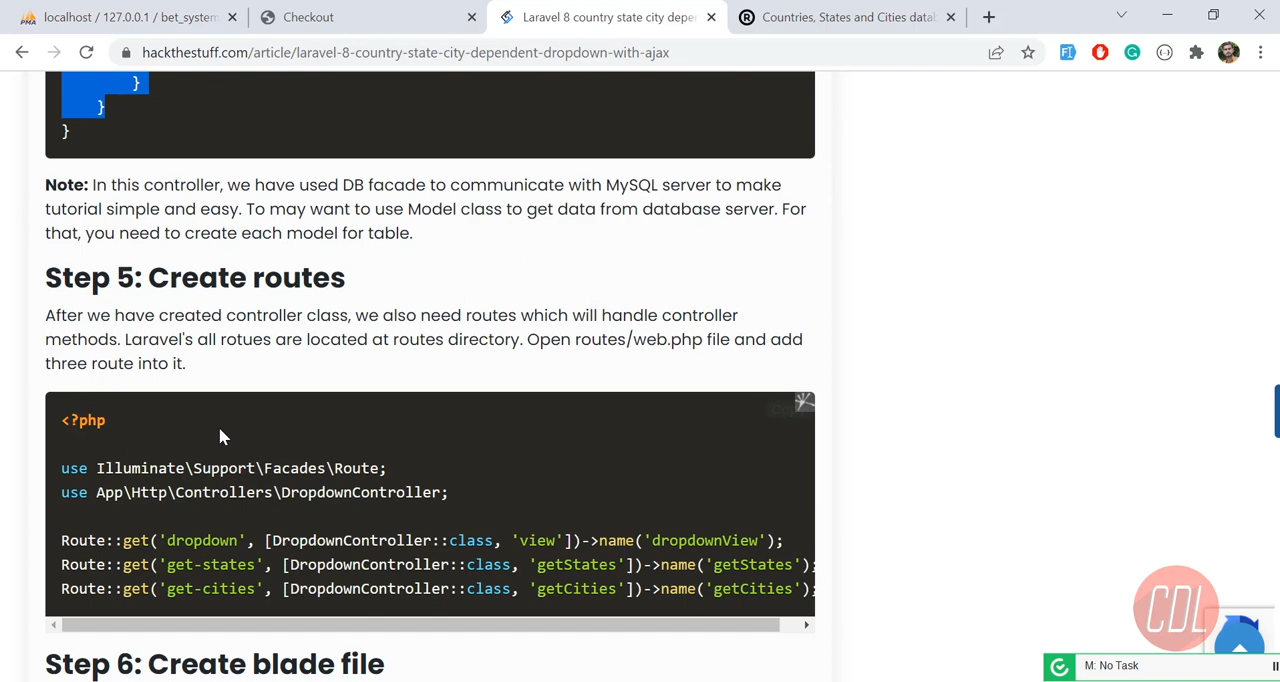 localhost / 127.0.0.1 / bet_system
Checkout
Laravel 8 country state city depe
Countries, States and Cities datab
hackthestuff.com/article/laravel-8-country-state-city-dependent-dropdown-with-ajax
}
}
}
Note: In this controller, we have used DB facade to communicate with MySQL server to make
tutorial simple and easy. To may want to use Model class to get data from database server. For
that, you need to create each model for table.
Step 5: Create routes
After we have created controller class, we also need routes which will handle controller
methods. Laravel's all rotues are located at routes directory. Open routes/web.php file and add
three route into it.
<?php
use Illuminate\Support\Facades\Route;
use App\Http\Controllers\DropdownController;
Route::get('dropdown', [DropdownController::class, 'view'])->name('dropdownView');
Route::get('get-states', [DropdownController::class, 'getStates'])->name('getStates');
Route::get('get-cities', [DropdownController::class, 'getCities'])->name('getCities');
Step 6: Create blade file
CDL
M: No Task